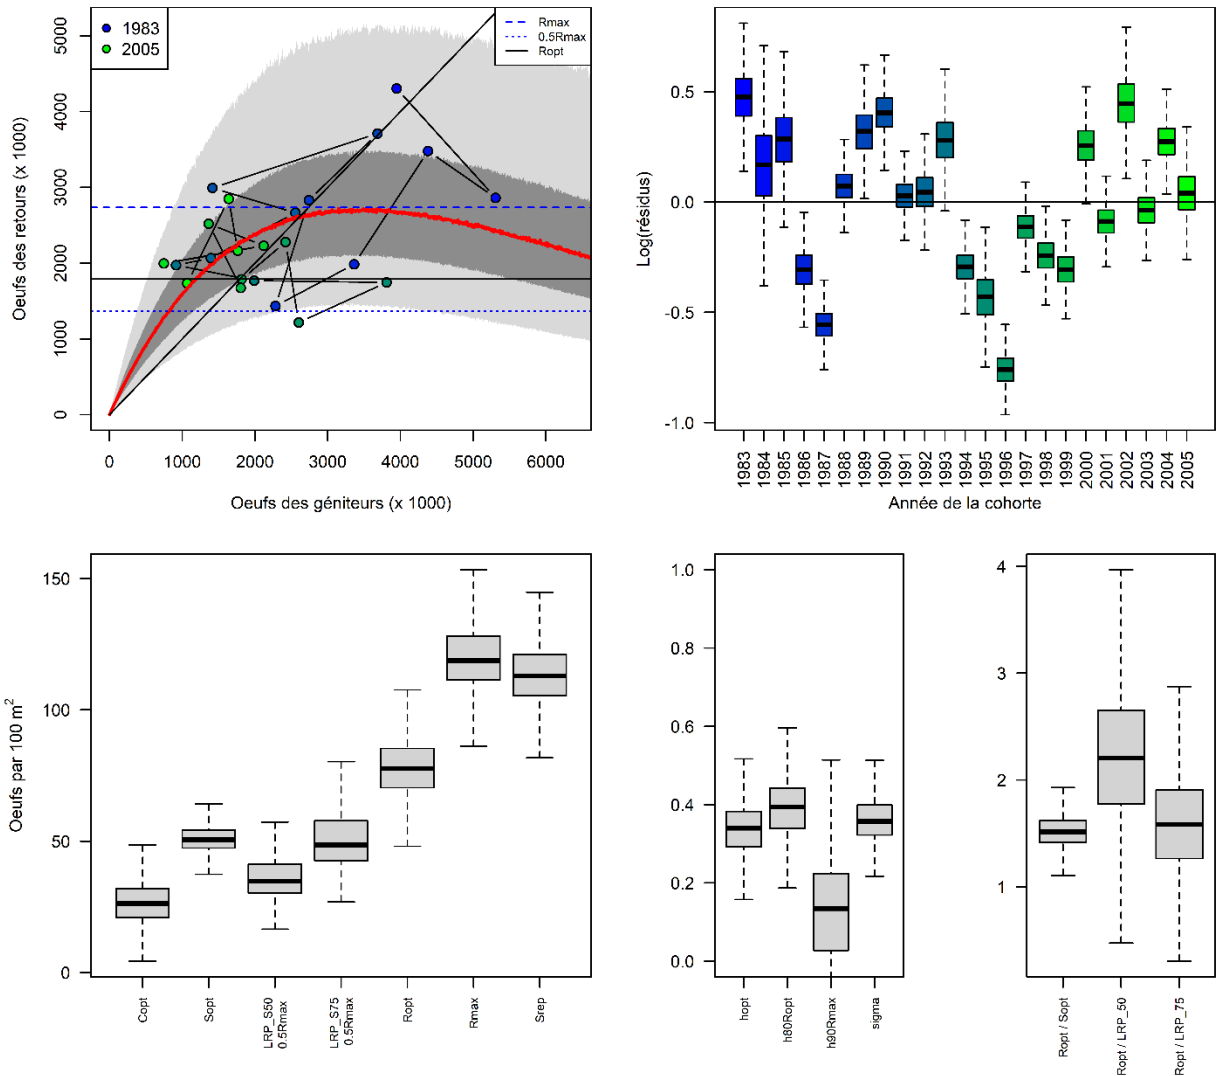 1983
2005
Rmax
0.5Rmax
Ropt
Oeufs des retours (x 1000)
5000
4000
3000
2000
1000
0
0 1000 2000 3000 4000 5000 6000
Oeufs des géniteurs (x 1000)
Log(résidus)
0.5
0.0
-0.5
-1.0
1983 1984 1985 1986 1987 1988 1989 1990 1991 1992 1993 1994 1995 1996 1997 1998 1999 2000 2001 2002 2003 2004 2005
Année de la cohorte
Oeufs par 100 m²
150
100
50
0
Copt
Sopt
LRP_S50
0.5Rmax
LRP_S75
0.5Rmax
Ropt
Rmax
Srep
1.0
0.8
0.6
0.4
0.2
0.0
hopt
h80Ropt
h90Rmax
sigma
4
3
2
1
Ropt / Sopt
Ropt / LRP_50
Ropt / LRP_75